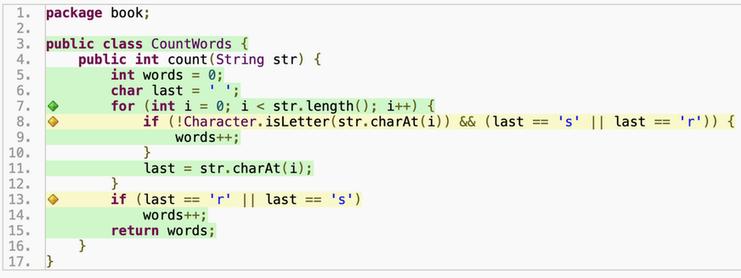 1. package book;
2.
3. public class CountWords {
4.     public int count(String str) {
5.         int words = 0;
6.         char last = ' ';
7.         for (int i = 0; i < str.length(); i++) {
8.             if (!Character.isLetter(str.charAt(i)) && (last == 's' || last == 'r')) {
9.                 words++;
10.             }
11.             last = str.charAt(i);
12.         }
13.         if (last == 'r' || last == 's')
14.             words++;
15.         return words;
16.     }
17. }